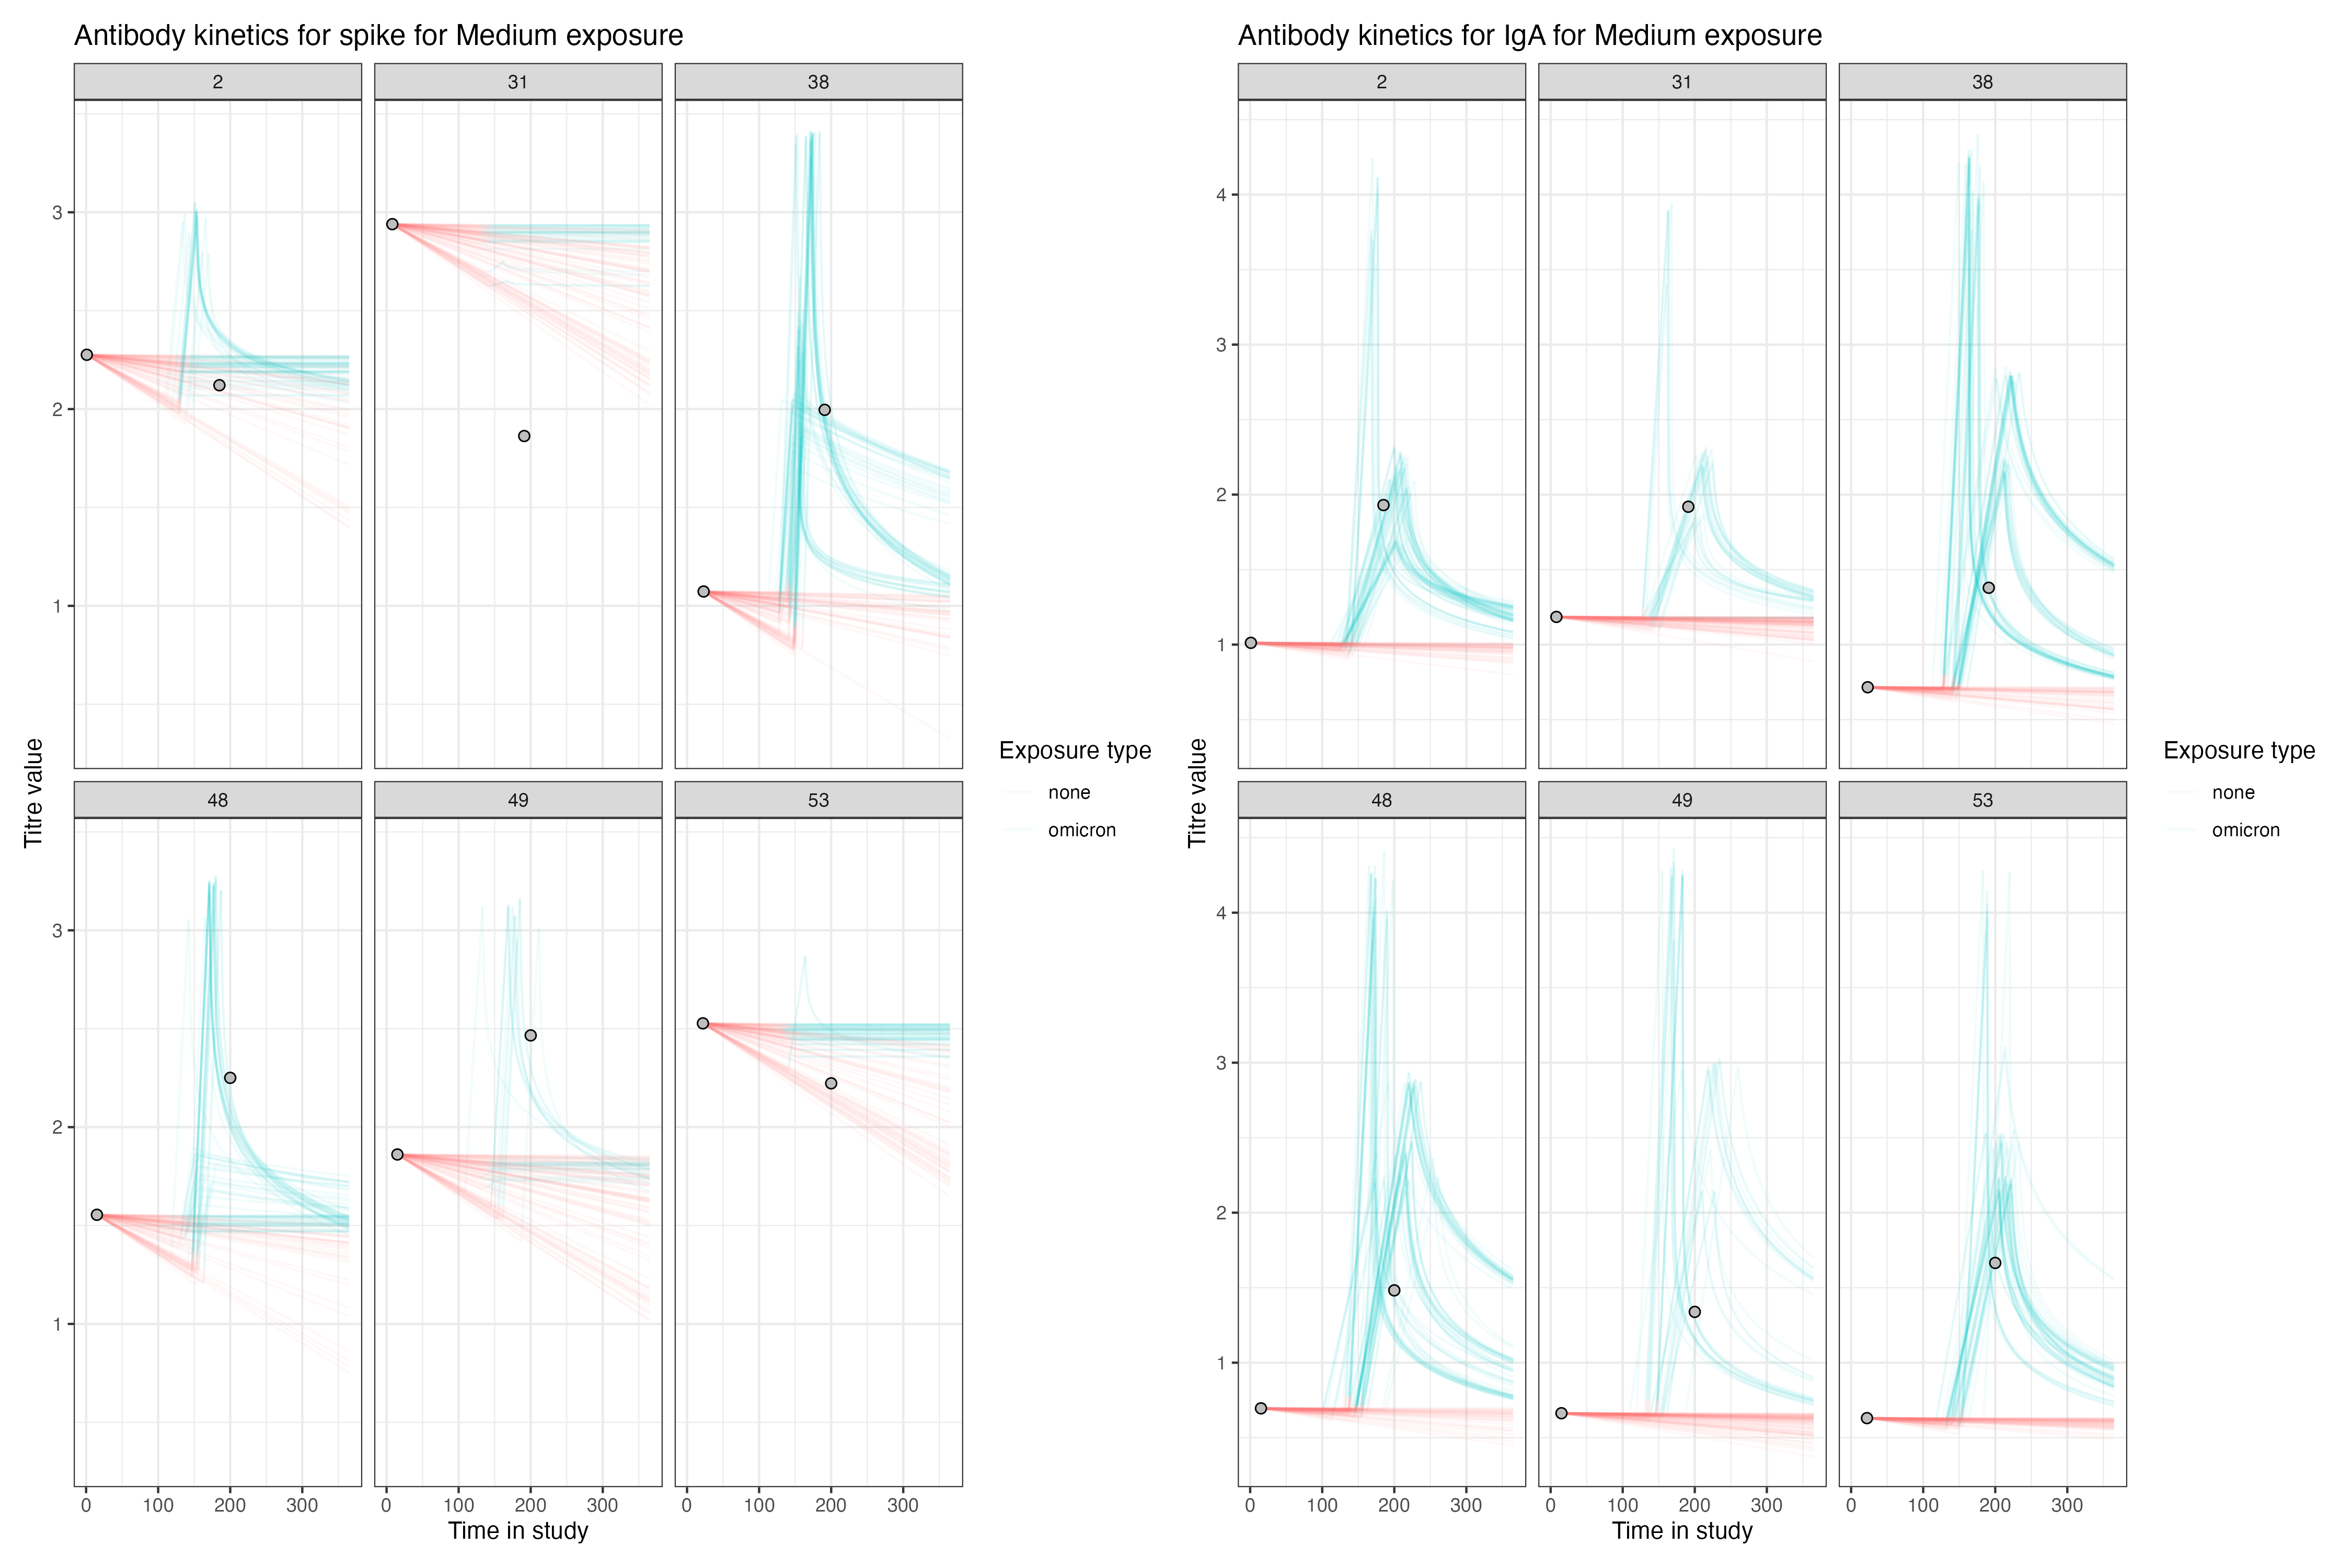 Antibody kinetics for spike for Medium exposure
2 31 38
3
2
1
48 49 53
3
2
1
0 100 200 300 0 100 200 300 0 100 200 300
Time in study
Titre value
Exposure type
none
omicron
Antibody kinetics for IgA for Medium exposure
2 31 38
4
3
2
1
48 49 53
4
3
2
1
0 100 200 300 0 100 200 300 0 100 200 300
Time in study
Titre value
Exposure type
none
omicron